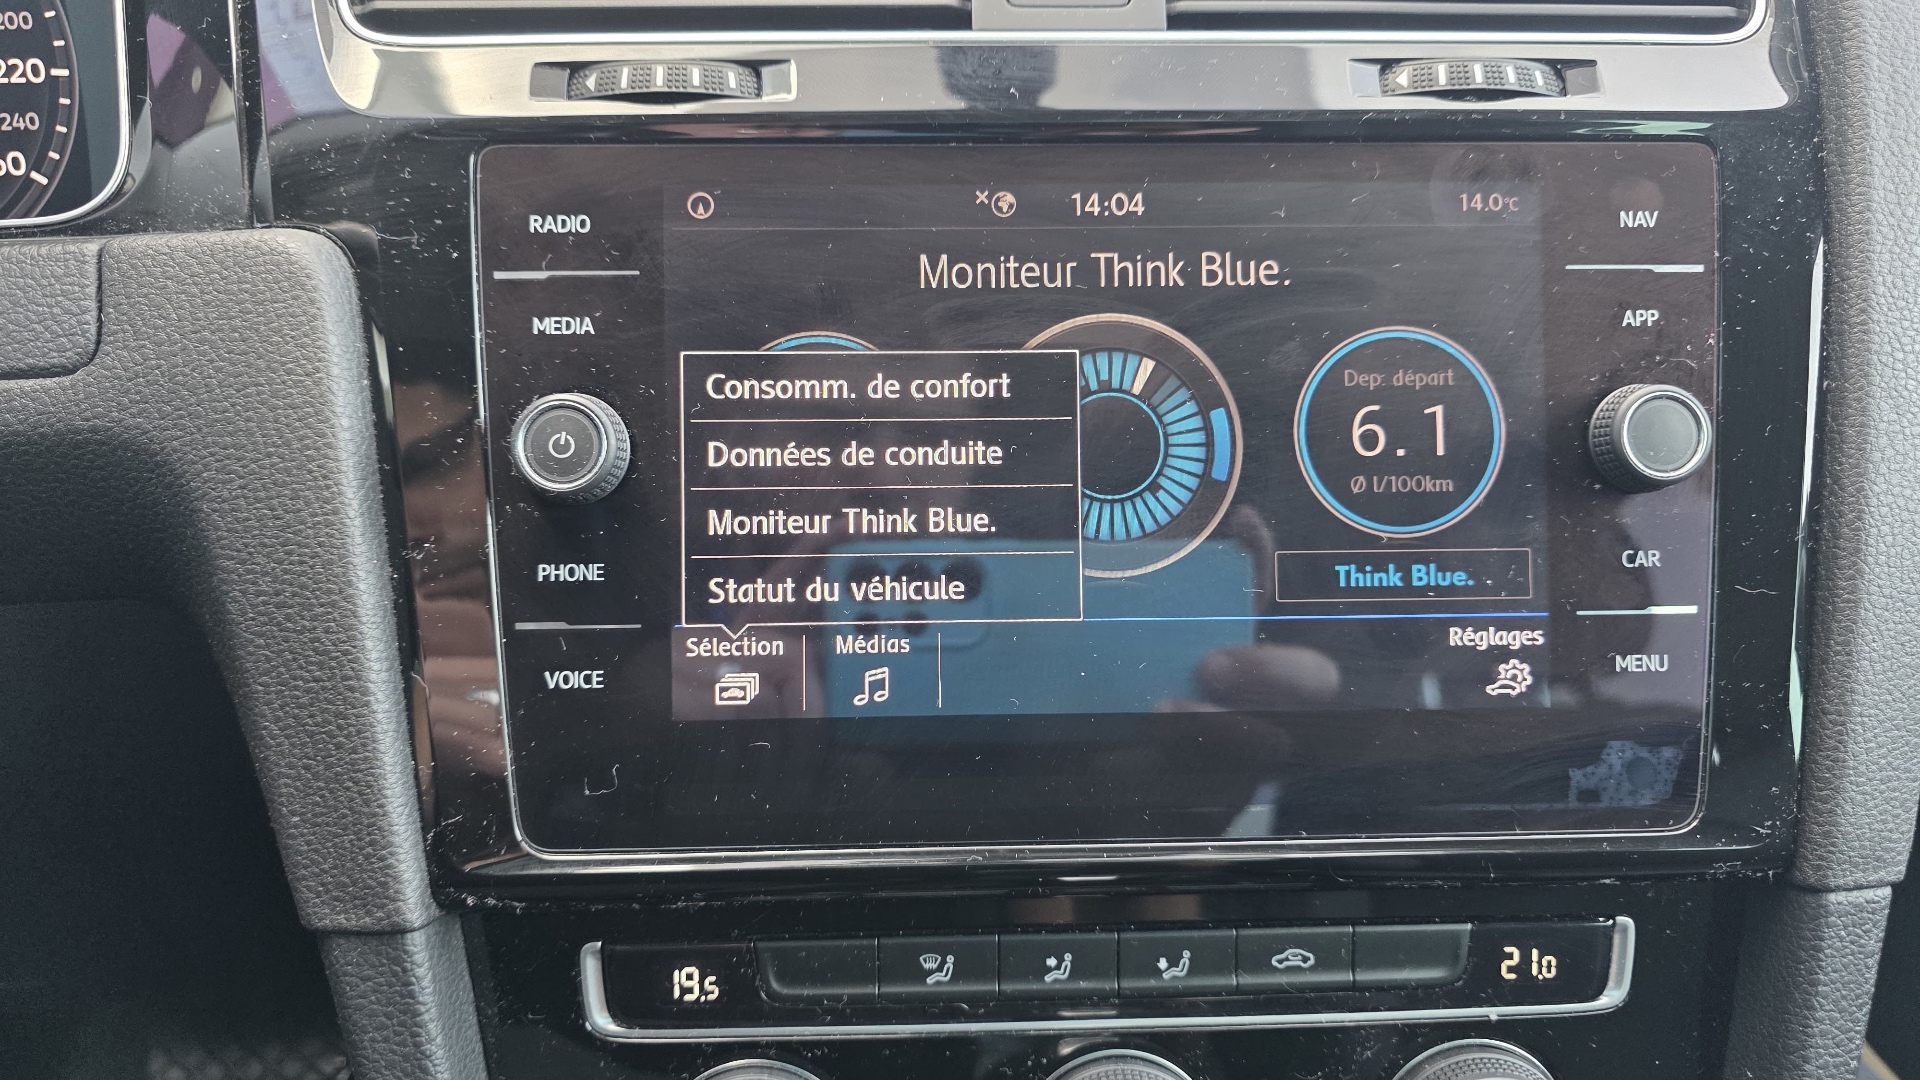 200
220
240
RADIO
MEDIA
PHONE
VOICE
14:04
14.0°C
Moniteur Think Blue.
Consomm. de confort
Données de conduite
Moniteur Think Blue.
Statut du véhicule
Dep. départ
6.1
Ø l/100km
Think Blue.
Sélection
Médias
Réglages
NAV
APP
CAR
MENU
19.5
21.0